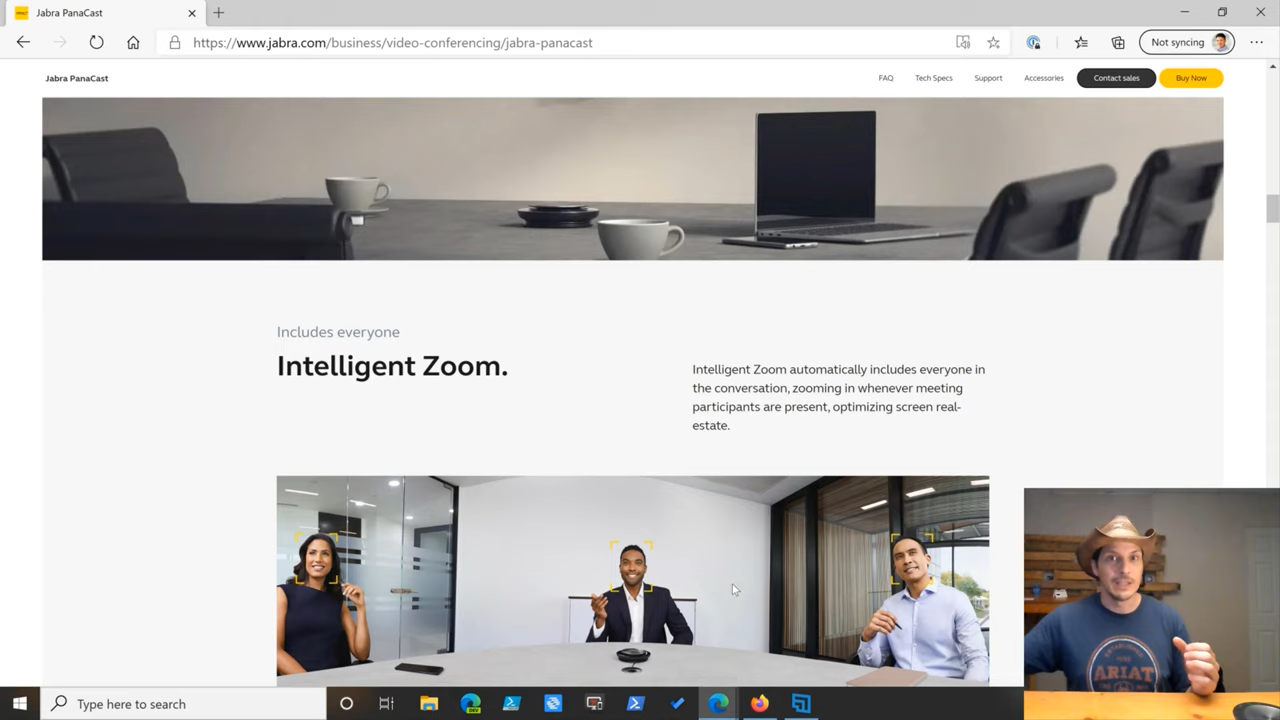 Jabra PanaCast
https://www.jabra.com/business/video-conferencing/jabra-panacast
Not syncing
Jabra PanaCast
FAQ
Tech Specs
Support
Accessories
Contact sales
Buy Now
Includes everyone
Intelligent Zoom.
Intelligent Zoom automatically includes everyone in
the conversation, zooming in whenever meeting
participants are present, optimizing screen real-
estate.
ARIAT
DEV
Type here to search